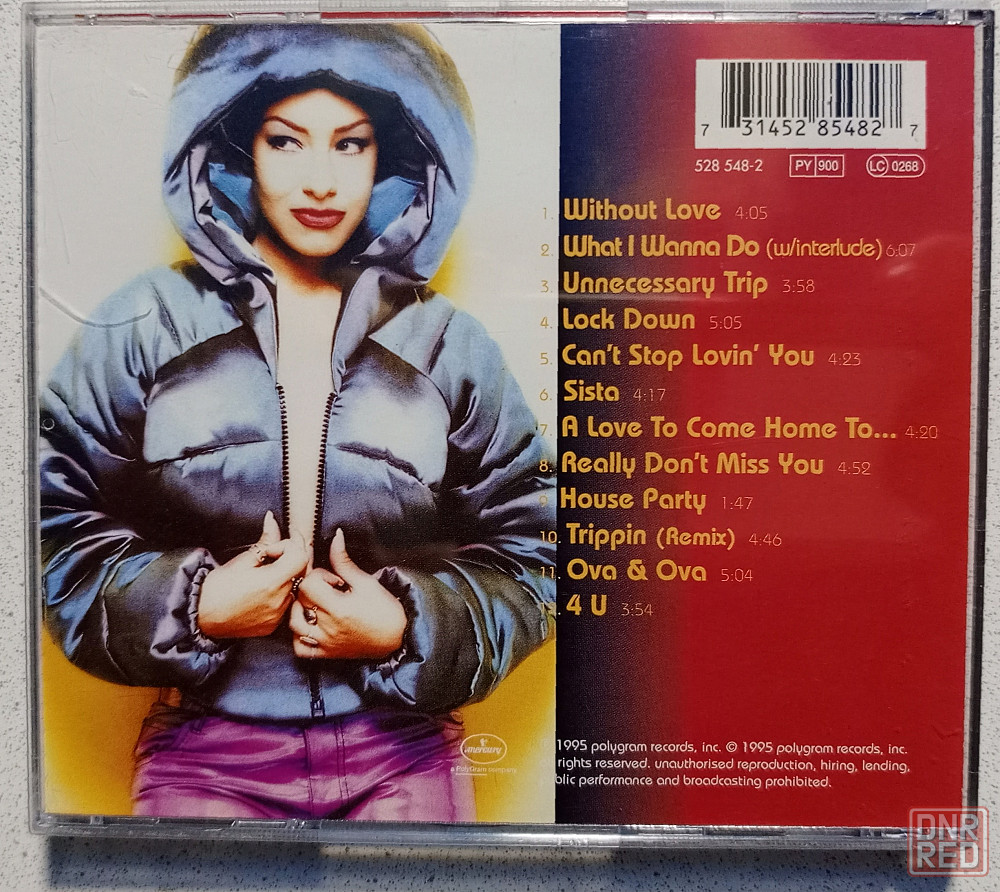 7 31452 85482 7
528 548-2 PY 900 LC 0268
1. Without Love 4:05
2. What I Wanna Do (w/interlude) 6:07
3. Unnecessary Trip 3:58
4. Lock Down 5:05
5. Can't Stop Lovin' You 4:23
6. Sista 4:17
7. A Love To Come Home To... 4:20
8. Really Don't Miss You 4:52
9. House Party 1:47
10. Trippin (Remix) 4:46
11. Ova & Ova 5:04
12. 4 U 3:54
mercury
a PolyGram company
1995 polygram records, inc. © 1995 polygram records, inc.
rights reserved. unauthorised reproduction, hiring, lending,
blic performance and broadcasting prohibited.
DNR
RED